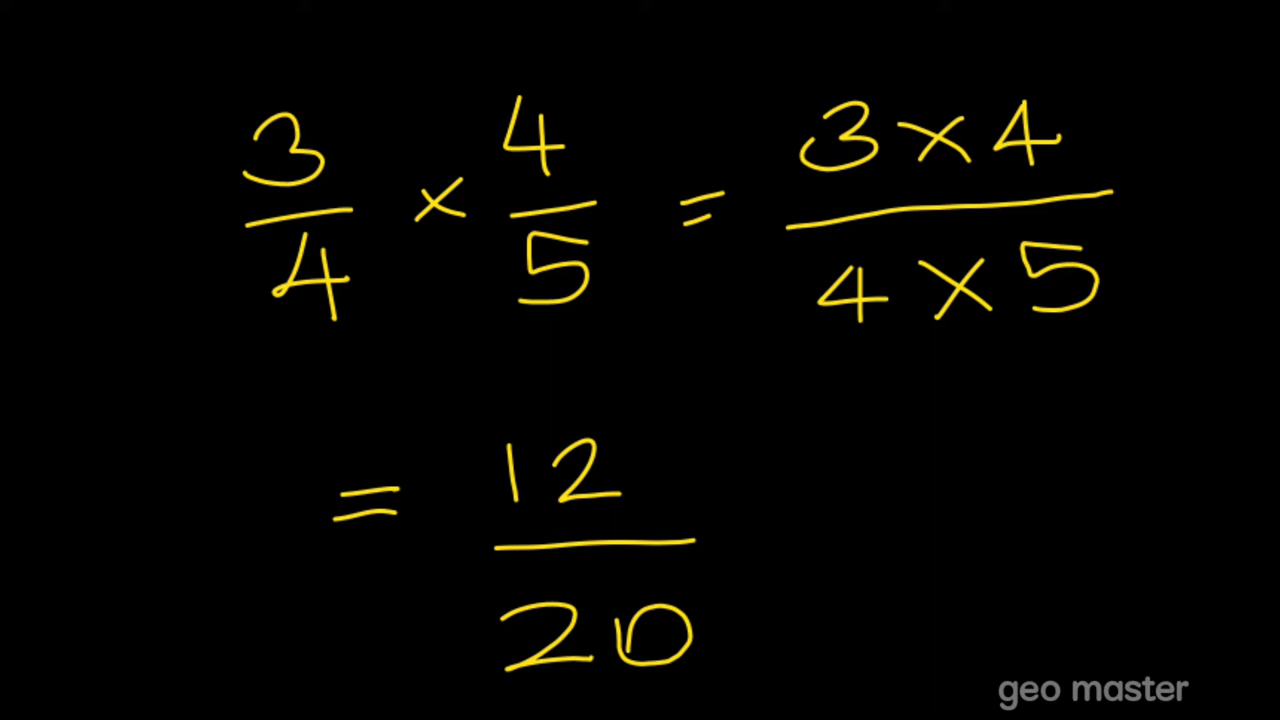 3/4 × 4/5 = 3×4/4×5
= 12/20
geo master